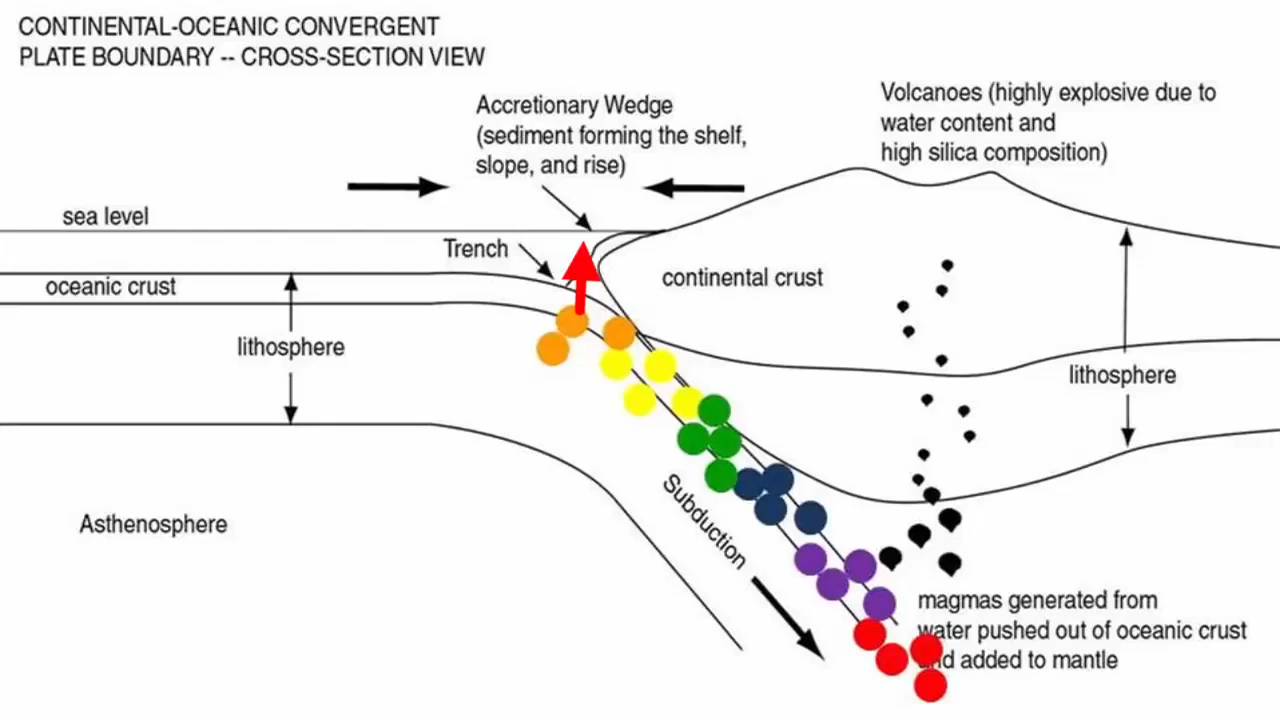 CONTINENTAL-OCEANIC CONVERGENT
PLATE BOUNDARY -- CROSS-SECTION VIEW
Accretionary Wedge
(sediment forming the shelf,
slope, and rise)
Volcanoes (highly explosive due to
water content and
high silica composition)
sea level
Trench
oceanic crust
continental crust
lithosphere
lithosphere
Asthenosphere
Subduction
magmas generated from
water pushed out of oceanic crust
and added to mantle